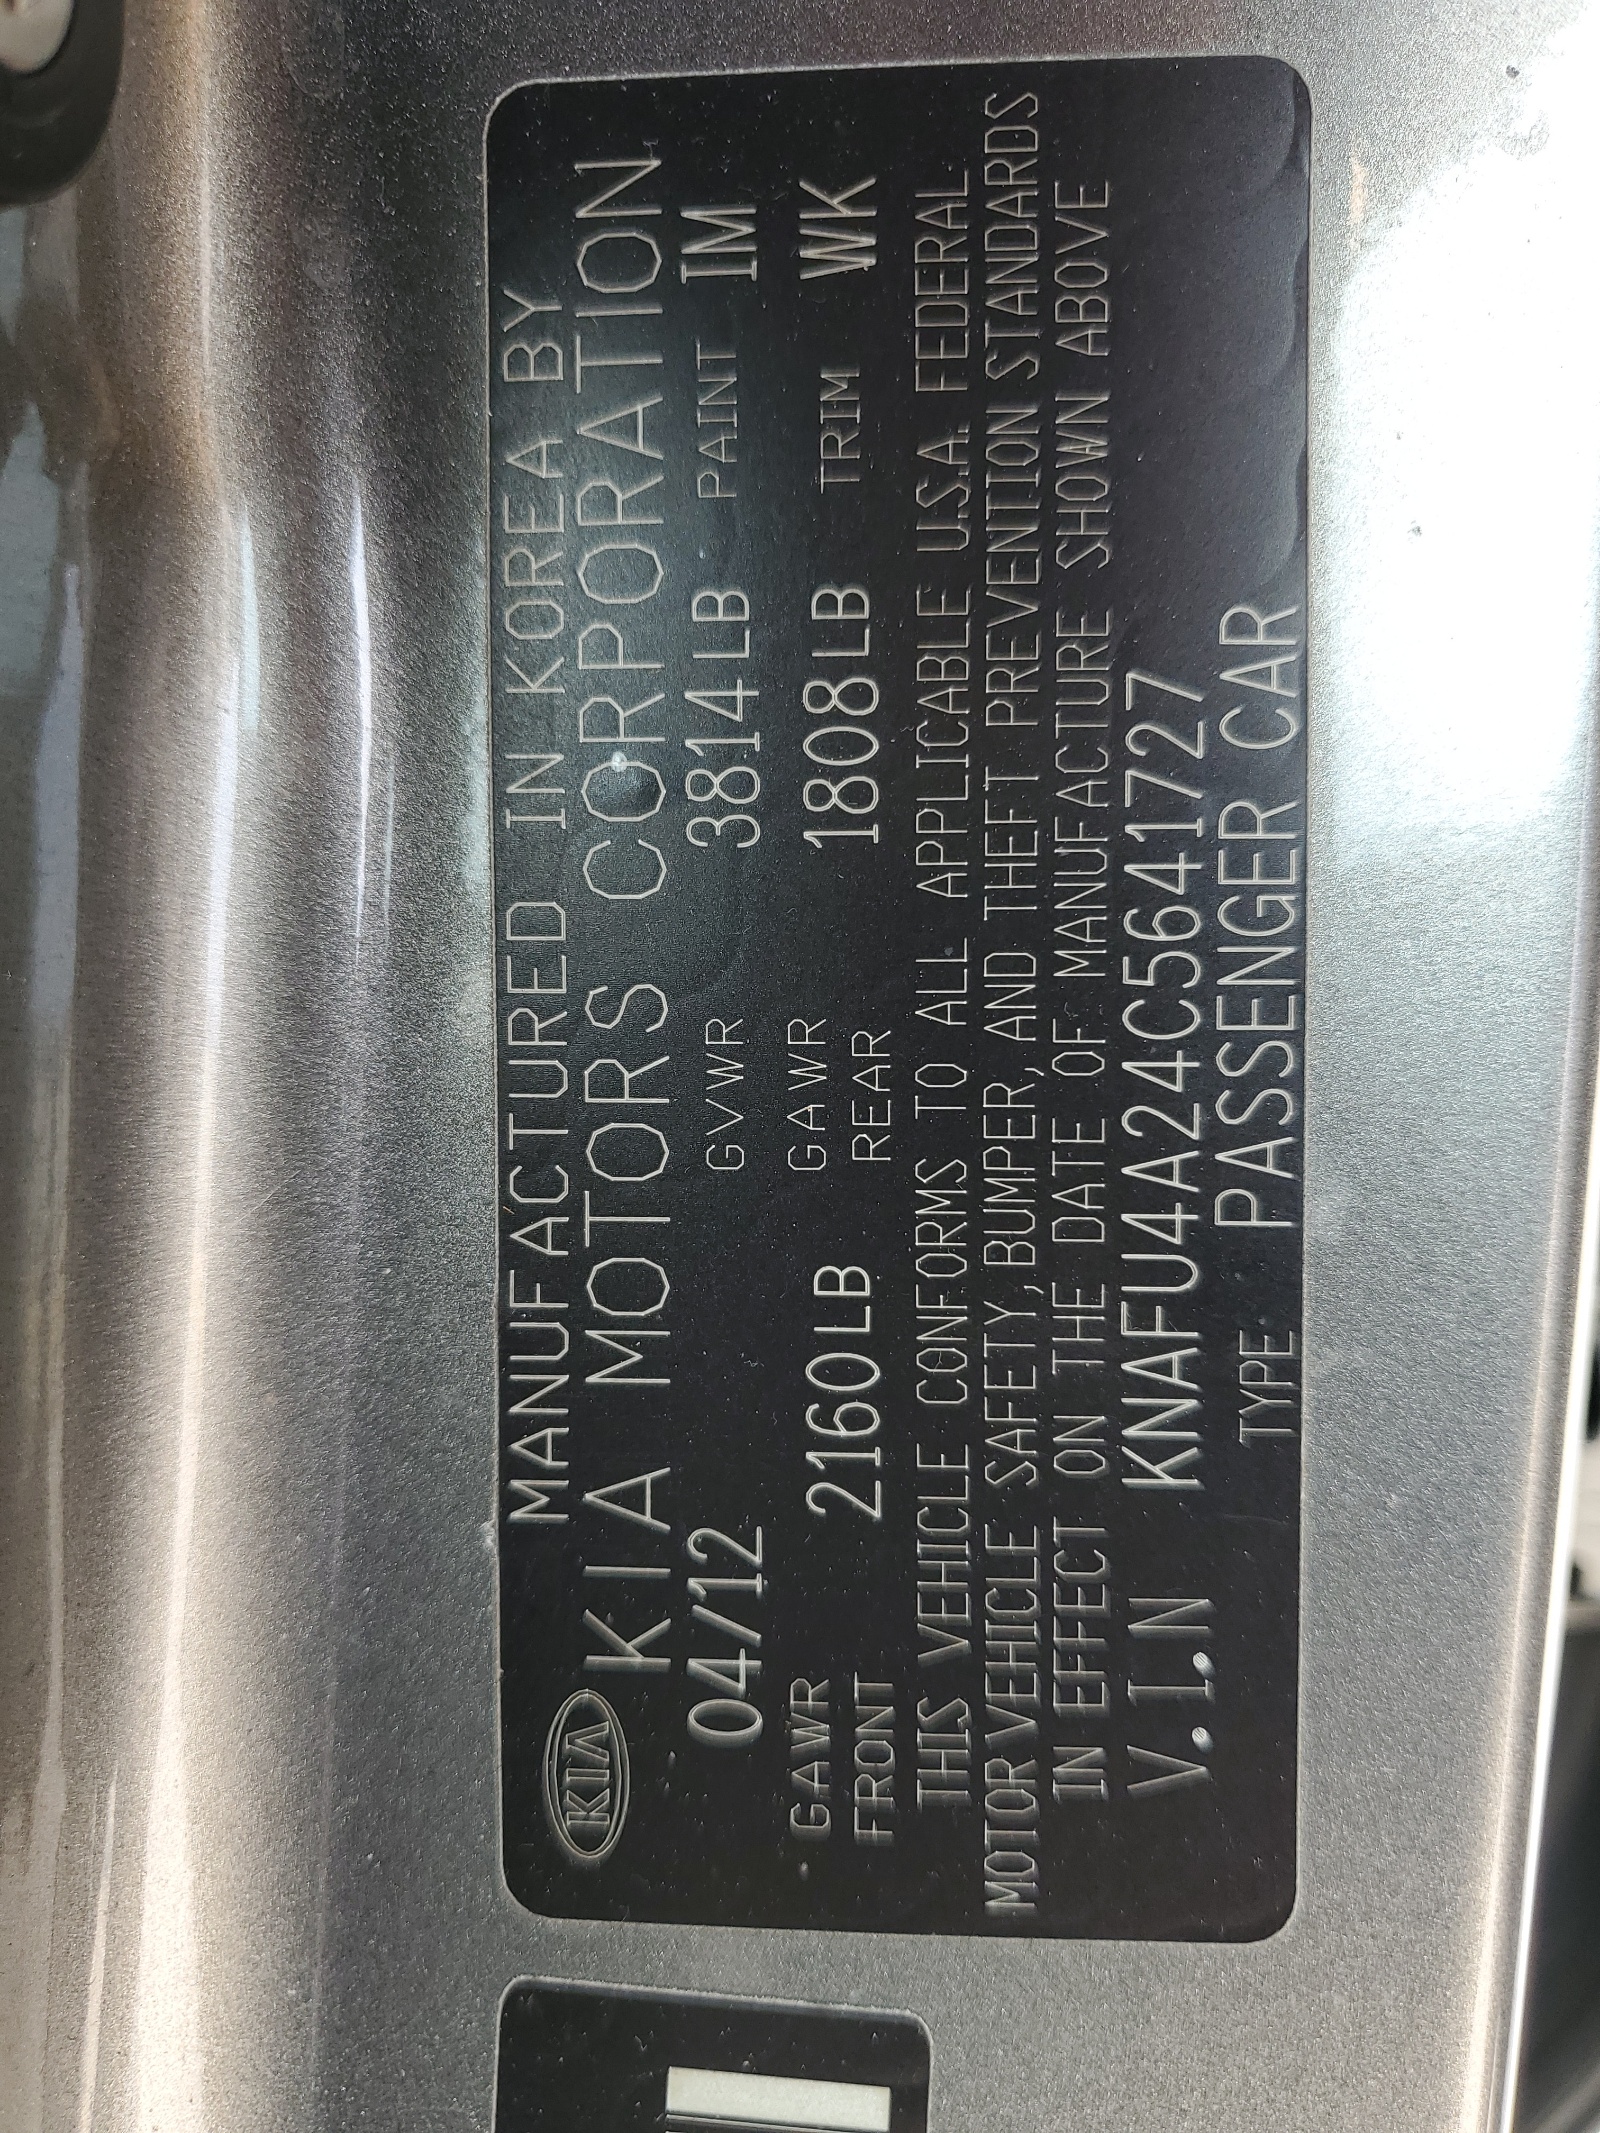 MANUFACTURED IN KOREA BY
KIA KIA MOTORS CORPORATION
04/12 GVWR 3814LB PAINT IM
GAWR FRONT 2160LB GAWR REAR 1808LB TRIM WK
THIS VEHICLE CONFORMS TO ALL APPLICABLE U.S.A. FEDERAL
MOTOR VEHICLE SAFETY, BUMPER, AND THEFT PREVENTION STANDARDS
IN EFFECT ON THE DATE OF MANUFACTURE SHOWN ABOVE
V.I.N KNAFU4A24C5641727
TYPE PASSENGER CAR